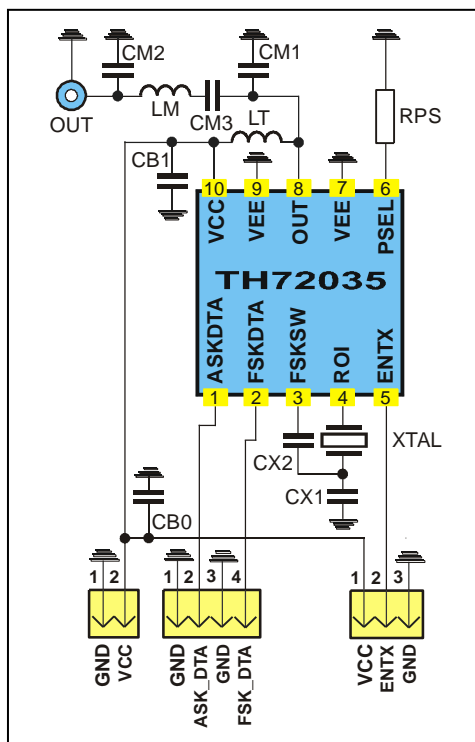 CM2
CM1
OUT
LM
CM3
LT
RPS
CB1
10 9 8 7 6
VCC VEE OUT VEE PSEL
TH72035
ASKDTA FSKDTA FSKSW ROI ENTX
1 2 3 4 5
CX2
XTAL
CX1
CB0
1 2
1 2 3 4
1 2 3
GND VCC
GND ASK_DTA GND FSK_DTA
VCC ENTX GND